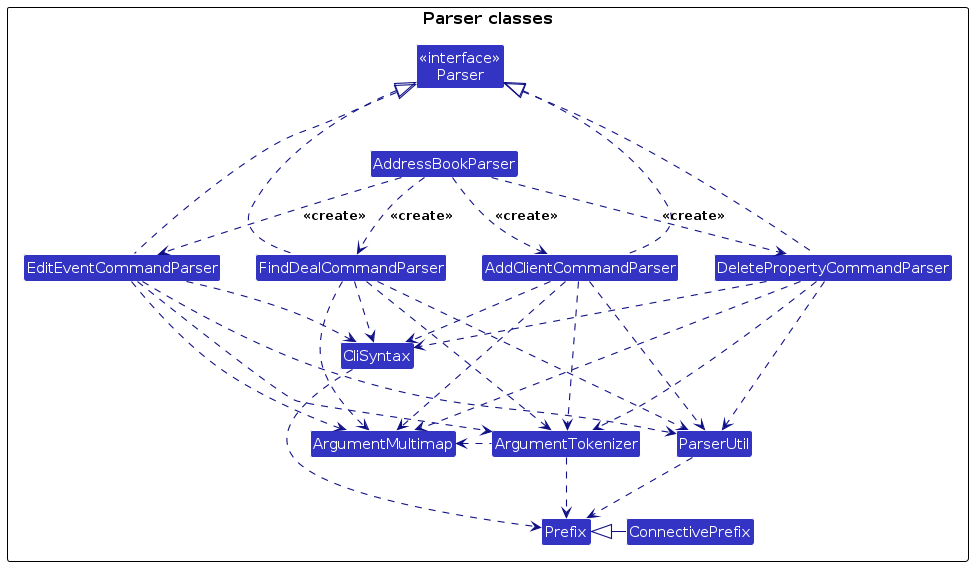 Parser classes
«interface»
Parser
AddressBookParser
«create» «create» «create» «create»
EditEventCommandParser FindDealCommandParser AddClientCommandParser DeletePropertyCommandParser
CliSyntax
ArgumentMultimap ArgumentTokenizer ParserUtil
Prefix ConnectivePrefix